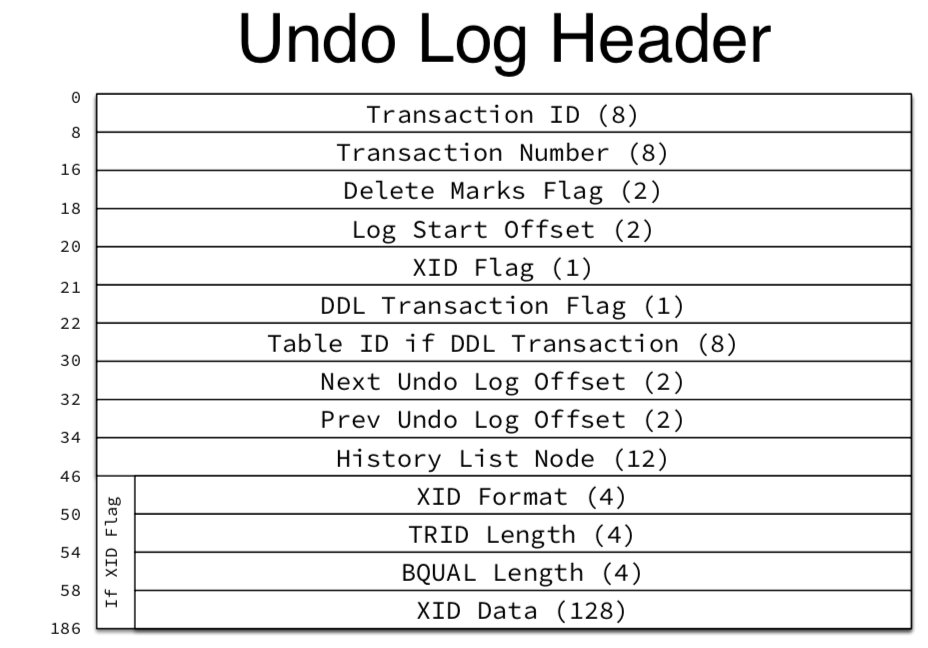 Undo Log Header
0
Transaction ID (8)
8
Transaction Number (8)
16
Delete Marks Flag (2)
18
Log Start Offset (2)
20
XID Flag (1)
21
DDL Transaction Flag (1)
22
Table ID if DDL Transaction (8)
30
Next Undo Log Offset (2)
32
Prev Undo Log Offset (2)
34
History List Node (12)
46
If XID Flag
XID Format (4)
50
TRID Length (4)
54
BQUAL Length (4)
58
XID Data (128)
186